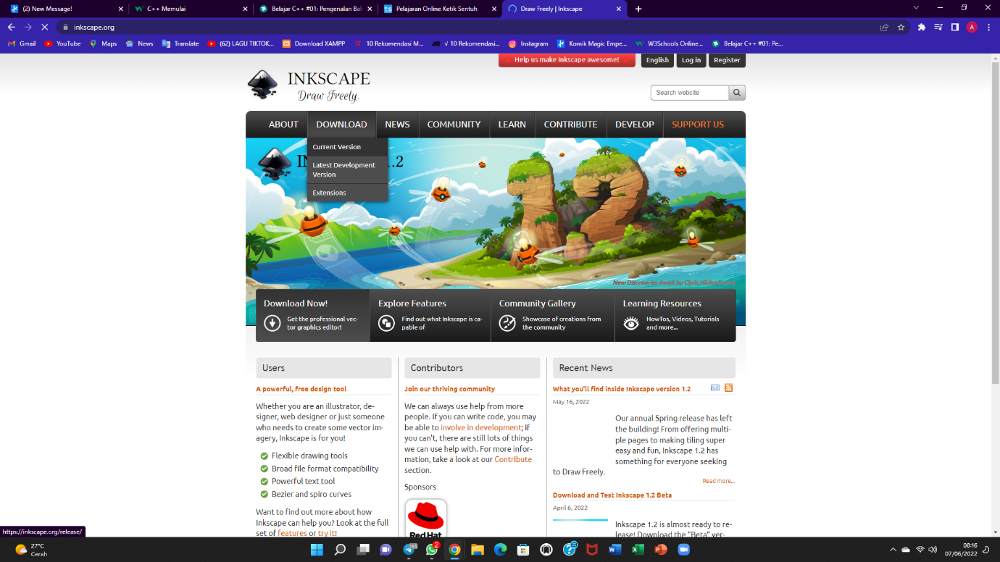 (2) New Message!
C++ Memulai
Belajar C++ #01: Pengenalan Bah
Pelajaran Online Ketik Sentuh
Draw Freely | Inkscape
inkscape.org
A
Gmail
YouTube
Maps
News
Translate
(62) LAGU TIKTOK...
Download XAMPP
10 Rekomendasi M...
√ 10 Rekomendasi...
Instagram
Komik Magic Empe...
W3Schools Online...
Belajar C++ #01: Pe...
Help us make Inkscape awesome!
English
Log in
Register
INKSCAPE
Draw Freely.
Search website
ABOUT
DOWNLOAD
NEWS
COMMUNITY
LEARN
CONTRIBUTE
DEVELOP
SUPPORT US
Current Version
Latest Development
Version
Extensions
New Discoveries Await by Chris Hildenbrand
Download Now!
Get the professional vec-
tor graphics editor!
Explore Features
Find out what Inkscape is ca-
pable of
Community Gallery
Showcase of creations from
the community
Learning Resources
HowTos, Videos, Tutorials
and more...
Users
A powerful, free design tool
Whether you are an illustrator, de-
signer, web designer or just someone
who needs to create some vector im-
agery, Inkscape is for you!
Flexible drawing tools
Broad file format compatibility
Powerful text tool
Bezier and spiro curves
Want to find out more about how
Inkscape can help you? Look at the full
set of features or try it!
Contributors
Join our thriving community
We can always use help from more
people. If you can write code, you may
be able to involve in development; if
you can't, there are still lots of things
we can use help with. For more infor-
mation, take a look at our Contribute
section.
Sponsors
Red Hat
Recent News
What you'll find inside Inkscape version 1.2
May 16, 2022
Our annual Spring release has left
the building! From offering multi-
ple pages to making tiling super
easy and fun, Inkscape 1.2 has
something for everyone seeking
to Draw Freely.
Read more...
Download and Test Inkscape 1.2 Beta
April 6, 2022
Inkscape 1.2 is almost ready to re-
lease! Download the "Beta" ver-
https://inkscape.org/release/
27°C
Cerah
08:16
07/06/2022